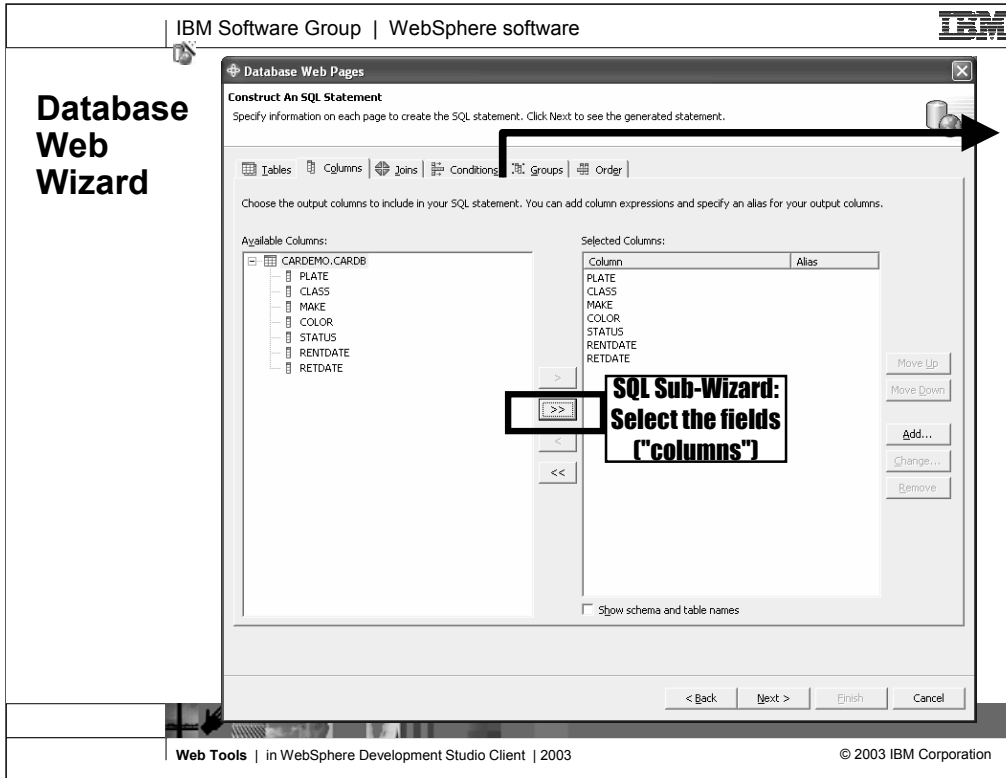 IBM Software Group | WebSphere software
IBM
Database
Web
Wizard
Database Web Pages
Construct An SQL Statement
Specify information on each page to create the SQL statement. Click Next to see the generated statement.
Tables Columns Joins Conditions Groups Order
Choose the output columns to include in your SQL statement. You can add column expressions and specify an alias for your output columns.
Available Columns:
CARDEMO.CARDB
PLATE
CLASS
MAKE
COLOR
STATUS
RENTDATE
RETDATE
>
>>
<
<<
Selected Columns:
Column Alias
PLATE
CLASS
MAKE
COLOR
STATUS
RENTDATE
RETDATE
SQL Sub-Wizard:
Select the fields
("columns")
Move Up
Move Down
Add...
Change...
Remove
Show schema and table names
< Back Next > Finish Cancel
Web Tools | in WebSphere Development Studio Client | 2003
© 2003 IBM Corporation